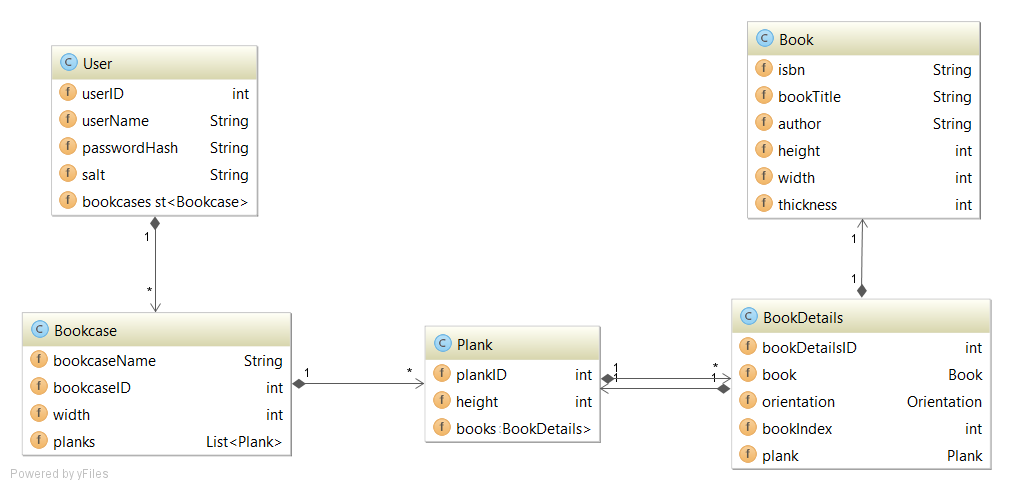 User
userID int
userName String
passwordHash String
salt String
bookcases st<Bookcase>
1
*
Bookcase
bookcaseName String
bookcaseID int
width int
planks List<Plank>
1
*
Plank
plankID int
height int
books :BookDetails>
1
1
*
1
Book
isbn String
bookTitle String
author String
height int
width int
thickness int
1
1
BookDetails
bookDetailsID int
book Book
orientation Orientation
bookIndex int
plank Plank
Powered by yFiles